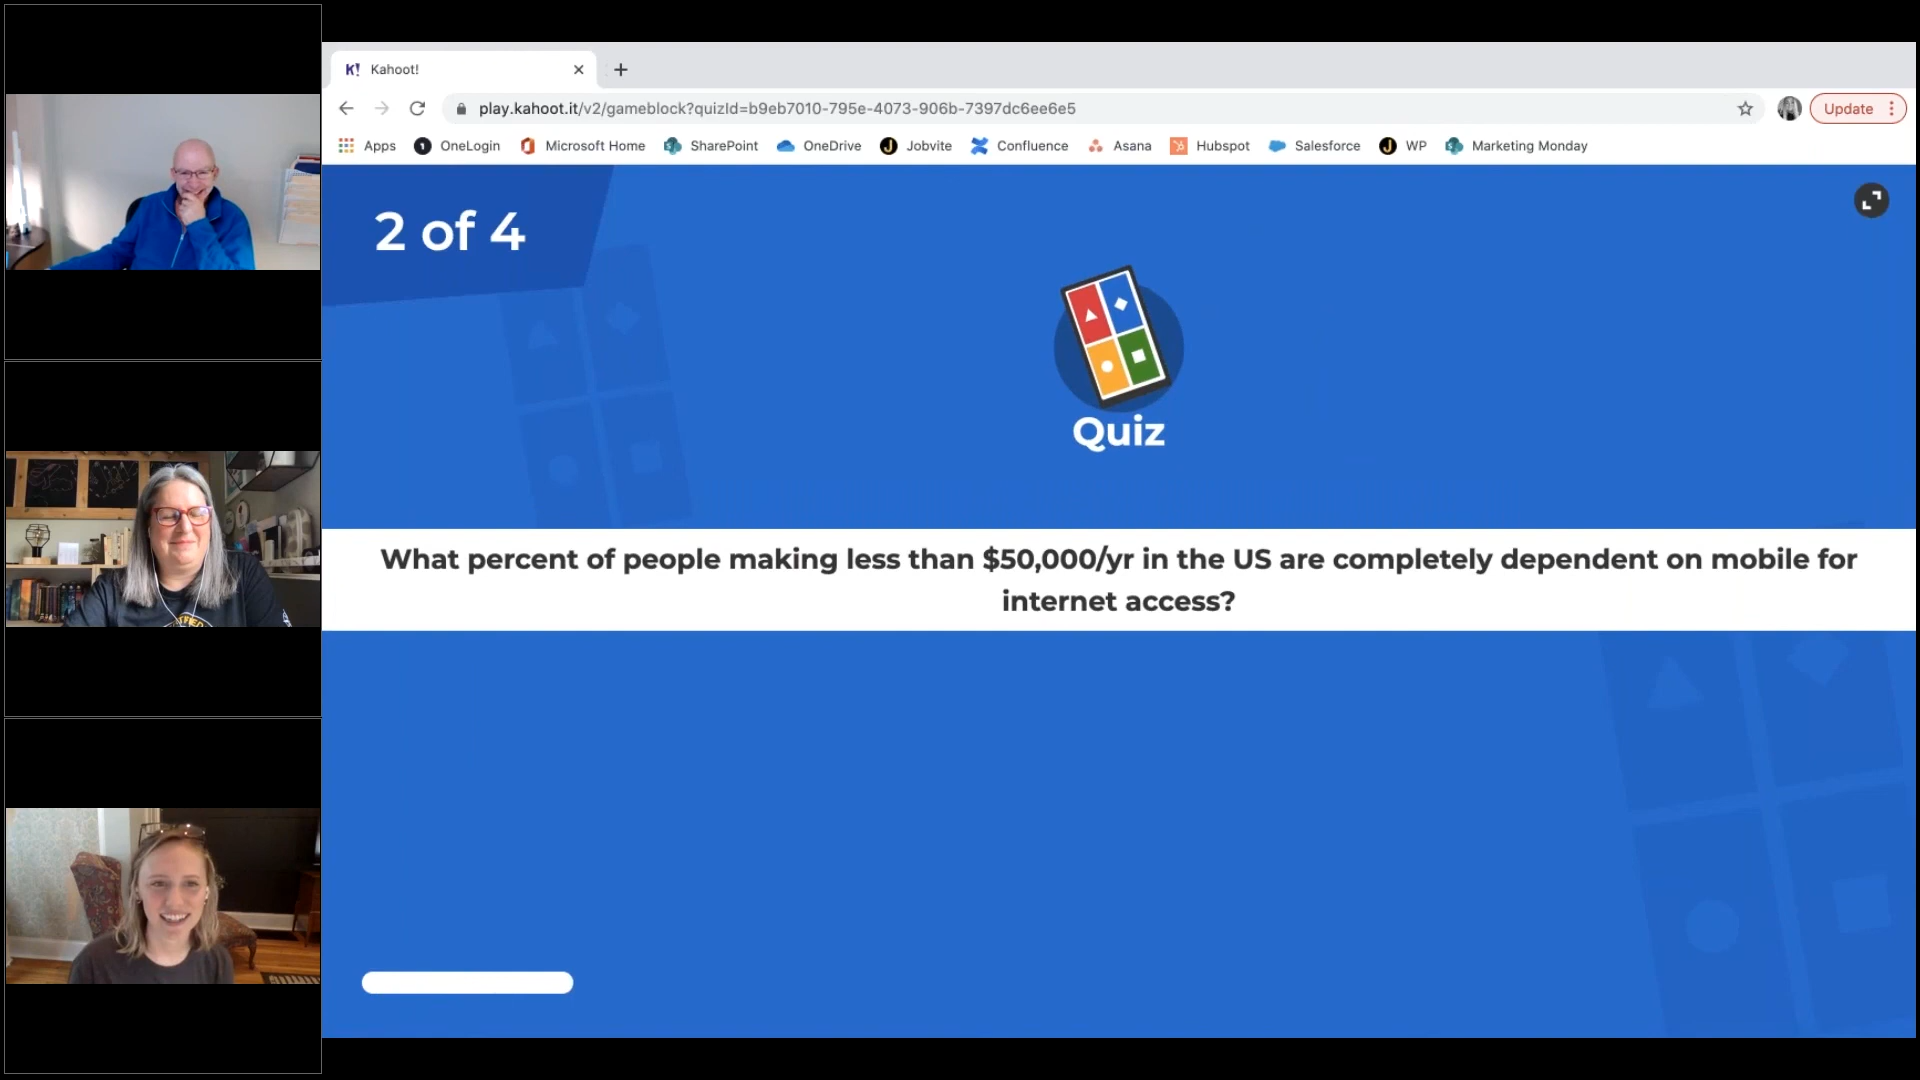 K! Kahoot!
play.kahoot.it/v2/gameblock?quizId=b9eb7010-795e-4073-906b-7397dc6ee6e5
Update
Apps OneLogin Microsoft Home SharePoint OneDrive Jobvite Confluence Asana Hubspot Salesforce WP Marketing Monday
2 of 4
Quiz
What percent of people making less than $50,000/yr in the US are completely dependent on mobile for
internet access?